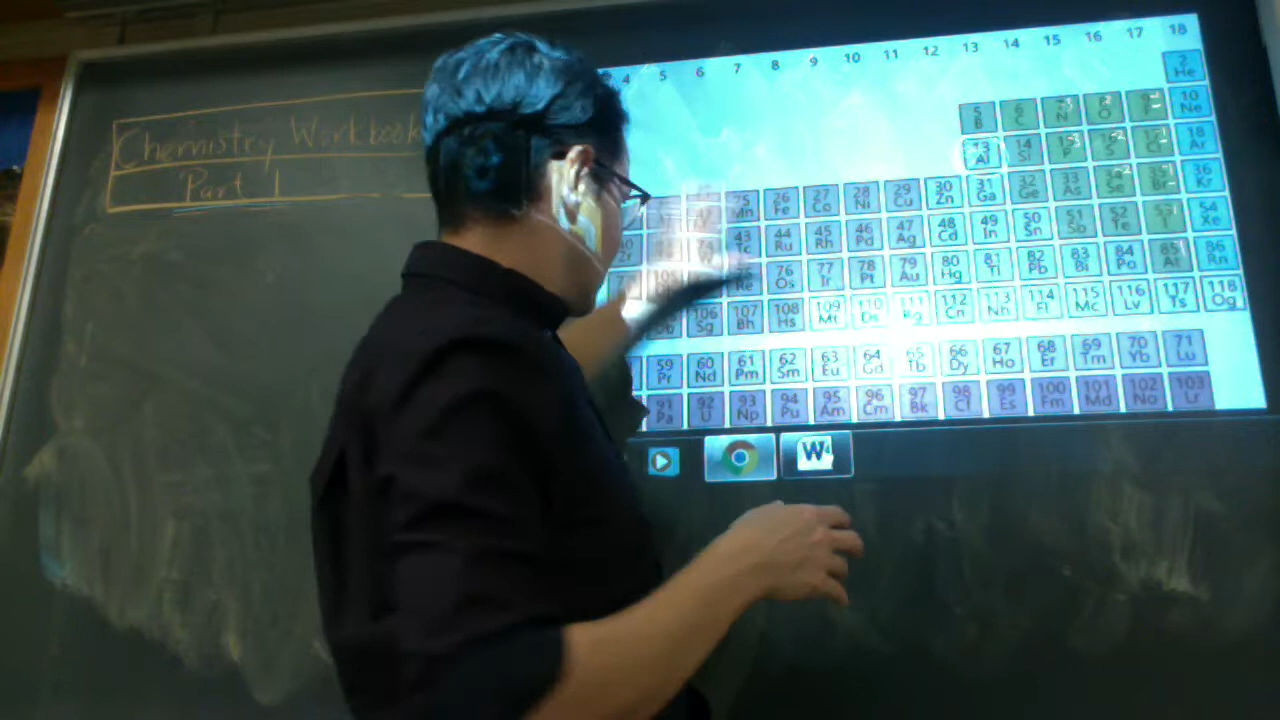 Chemistry Workbook
Part 1
4 5 6 7 8 9 10 11 12 13 14 15 16 17 18
2
He
5 6 7 8 9 10
B C N O F Ne
13 14 15 16 17 18
Al Si P S Cl Ar
25 26 27 28 29 30 31 32 33 34 35 36
Mn Fe Co Ni Cu Zn Ga Ge As Se Br Kr
40 43 44 45 46 47 48 49 50 51 52 53 54
Zr Tc Ru Rh Pd Ag Cd In Sn Sb Te I Xe
76 77 78 79 80 81 82 83 84 85 86
Re Os Ir Pt Au Hg Tl Pb Bi Po At Rn
106 107 108 109 110 111 112 113 114 115 116 117 118
Db Sg Bh Hs Mt Ds Rg Cn Nh Fl Mc Lv Ts Og
59 60 61 62 63 64 65 66 67 68 69 70 71
Pr Nd Pm Sm Eu Gd Tb Dy Ho Er Tm Yb Lu
91 92 93 94 95 96 97 98 99 100 101 102 103
Pa U Np Pu Am Cm Bk Cf Es Fm Md No Lr
W